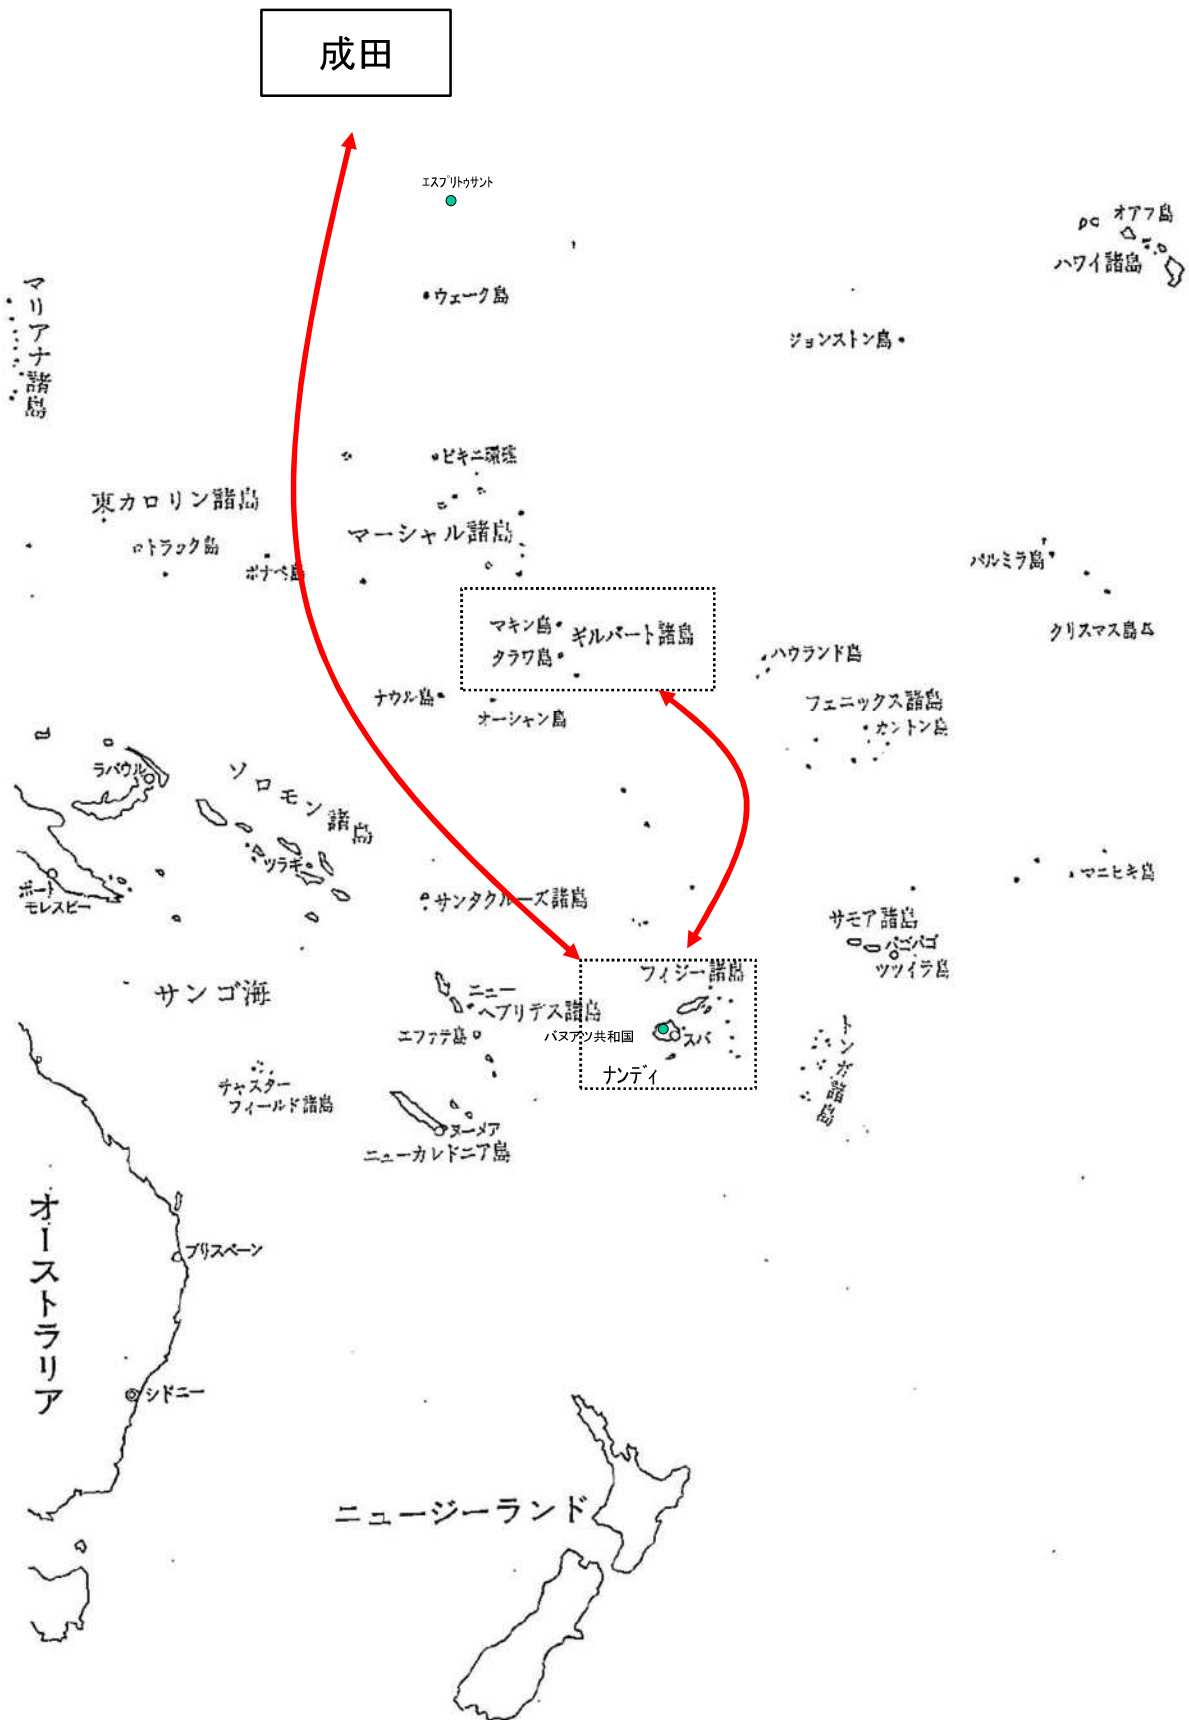 成田
エスプリトゥサント
オアフ島
ハワイ諸島
ウェーク島
マリアナ諸島
ジョンストン島
ビキニ環礁
東カロリン諸島
マーシャル諸島
トラック島
ポナペ島
パルミラ島
マキン島
ギルバート諸島
クリスマス島
タラワ島
ハウランド島
ナウル島
オーシャン島
フェニックス諸島
カントン島
ラバウル
ソロモン諸島
ツラギ
マニヒキ島
ポート
モレスビー
サンタクルーズ諸島
サモア諸島
パゴパゴ
ツツイラ島
フィジー諸島
サンゴ海
ニュー
ヘブリデス諸島
エファテ島
バヌアツ共和国
スバ
トンガ諸島
ナンディ
チャスター
フィールド諸島
ヌーメア
ニューカレドニア島
オーストラリア
ブリスベーン
シドニー
ニュージーランド